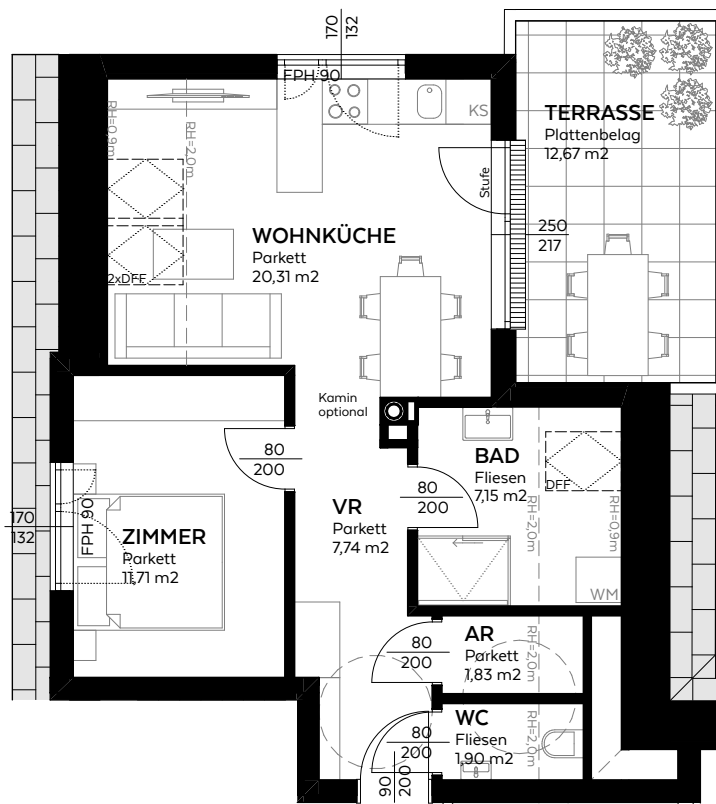 170
132
FPH 90
KS
RH=0.9m
RH=2,0m
TERRASSE
Plattenbelag
12,67 m2
Stufe
250
217
WOHNKÜCHE
Parkett
20,31 m2
2xDFF
Kamin
optional
80
200
BAD
Fliesen
7,15 m2
DFF
80
200
RH=2,0m
RH=0,9m
WM
VR
Parkett
7,74 m2
170
132
FPH 90
ZIMMER
Parkett
11,71 m2
AR
Parkett
1,83 m2
80
200
RH=2,0m
WC
Fliesen
1,90 m2
80
200
RH=2,0m
90
200